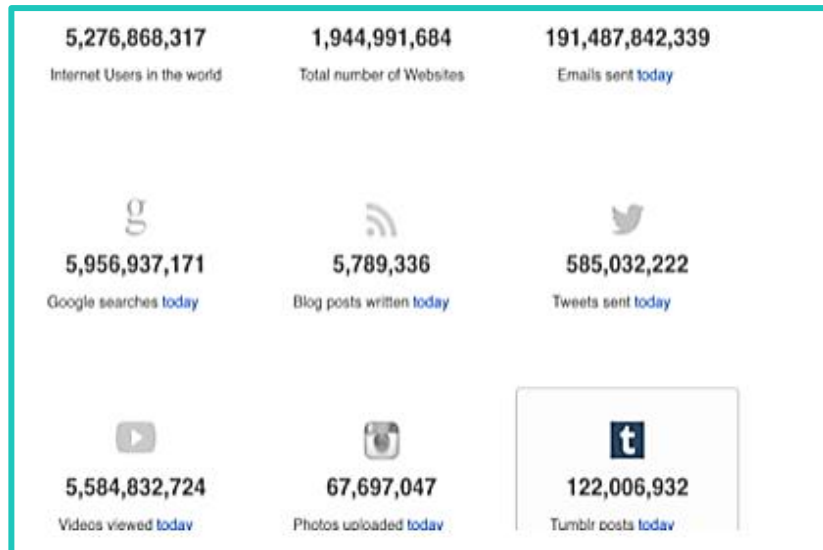 5,276,868,317 1,944,991,684 191,487,842,339
Internet Users in the world Total number of Websites Emails sent today
g
5,956,937,171 5,789,336 585,032,222
Google searches today Blog posts written today Tweets sent today
t
5,584,832,724 67,697,047 122,006,932
Videos viewed today Photos uploaded today Tumblr posts today